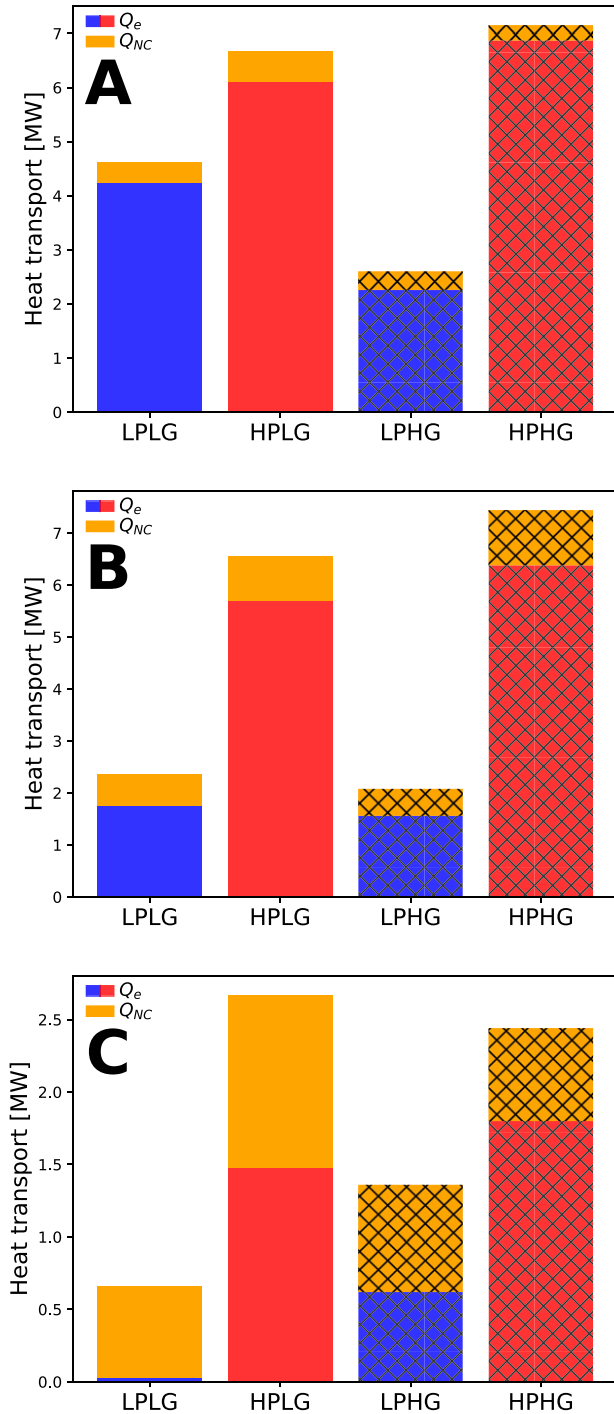 Q_e
Q_NC
A
Heat transport [MW]
7
6
5
4
3
2
1
0
LPLG HPLG LPHG HPHG
Q_e
Q_NC
B
Heat transport [MW]
7
6
5
4
3
2
1
0
LPLG HPLG LPHG HPHG
Q_e
Q_NC
C
Heat transport [MW]
2.5
2.0
1.5
1.0
0.5
0.0
LPLG HPLG LPHG HPHG